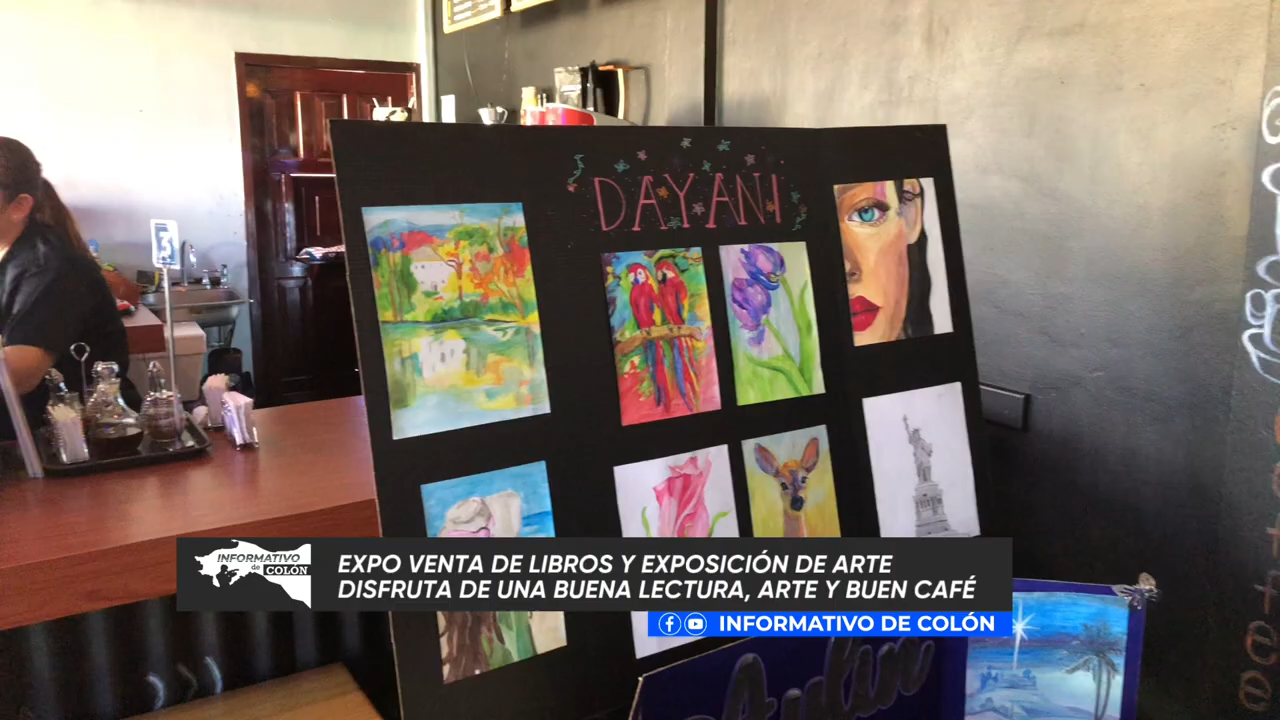 DAYANI
3
INFORMATIVO
de COLÓN
EXPO VENTA DE LIBROS Y EXPOSICIÓN DE ARTE
DISFRUTA DE UNA BUENA LECTURA, ARTE Y BUEN CAFÉ
INFORMATIVO DE COLÓN